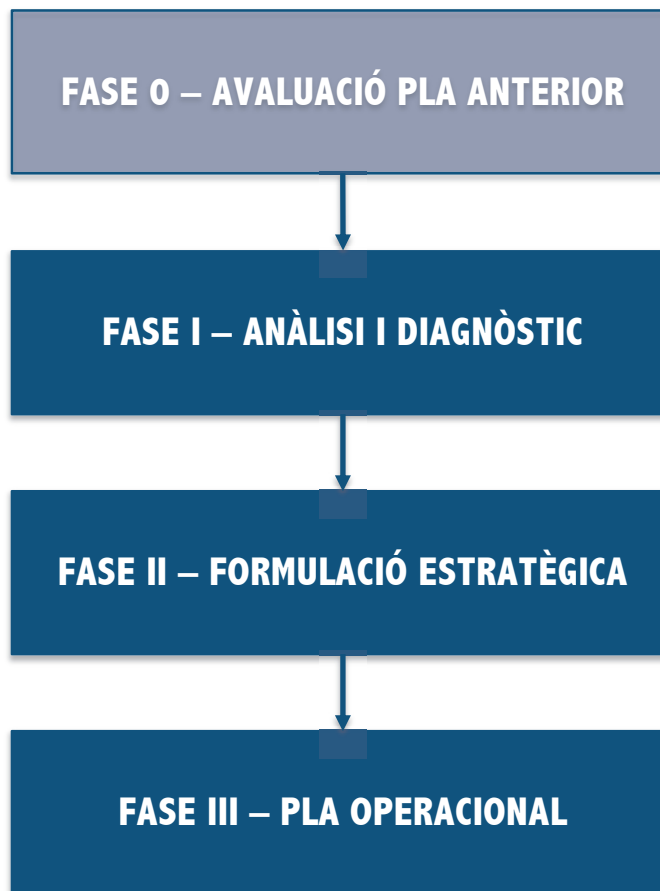 FASE 0 – AVALUACIÓ PLA ANTERIOR
FASE I – ANÀLISI I DIAGNÒSTIC
FASE II – FORMULACIÓ ESTRATÈGICA
FASE III – PLA OPERACIONAL